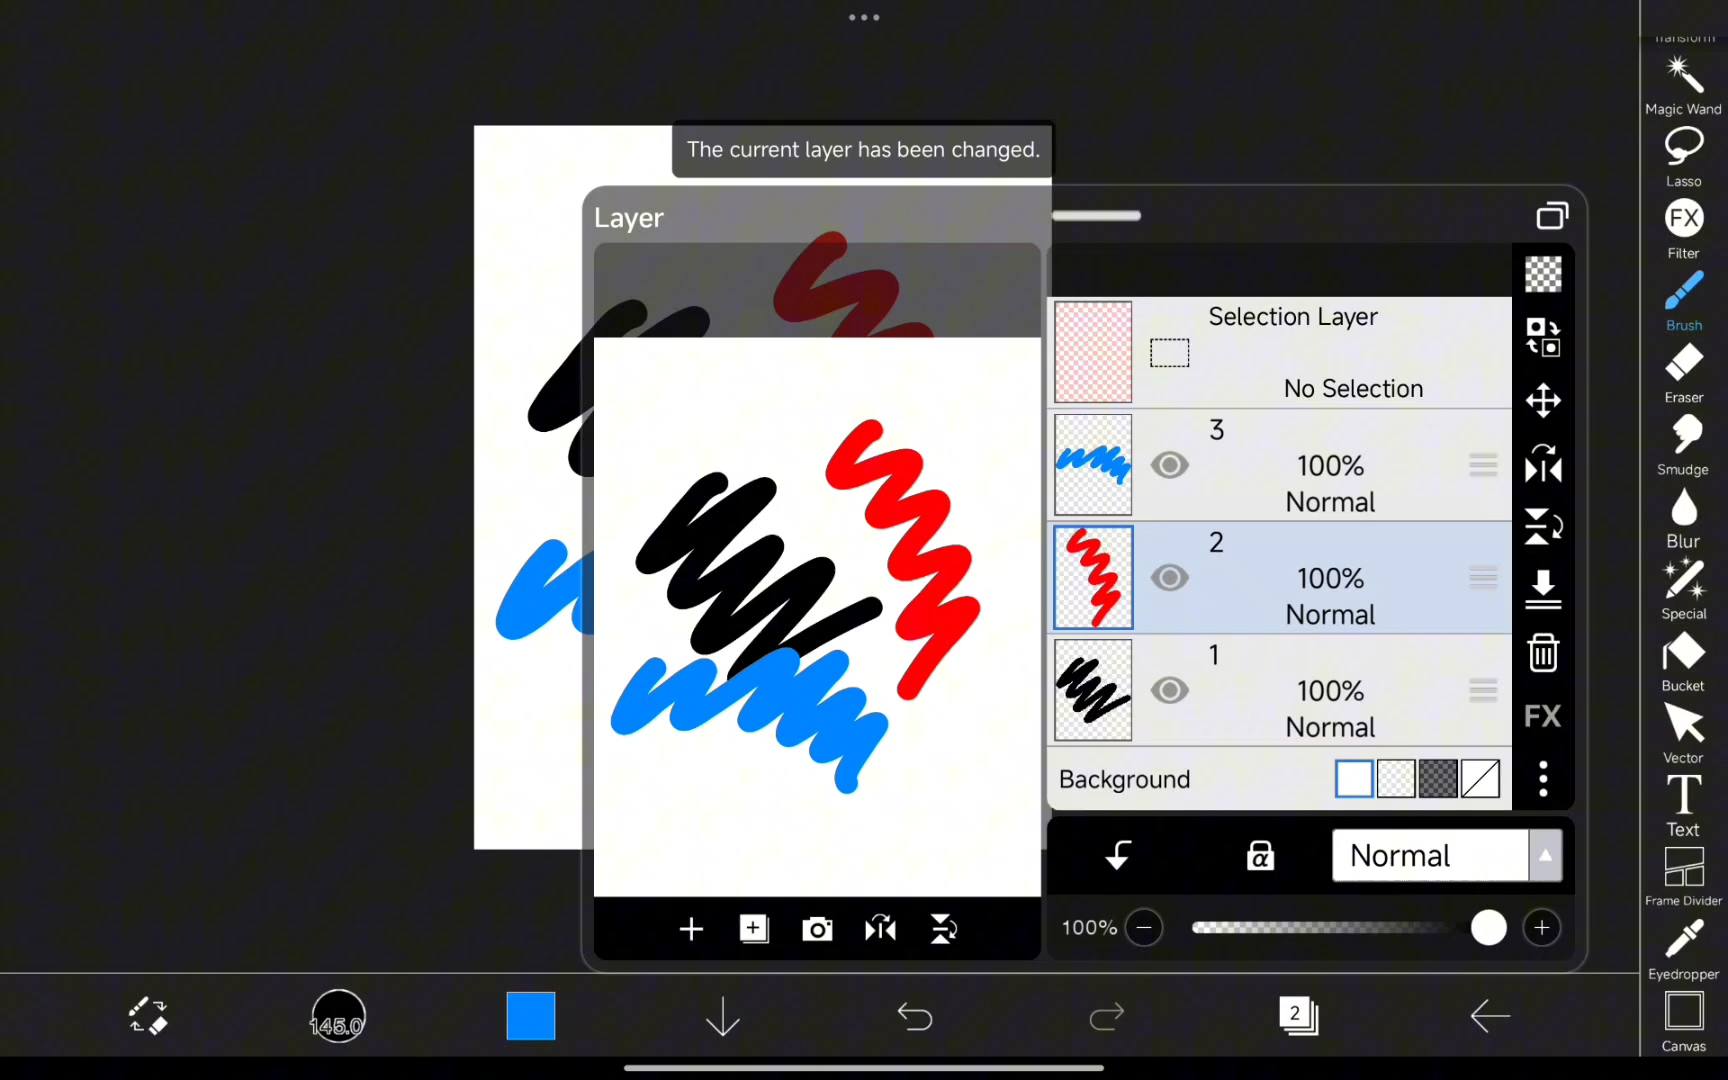 Transform
The current layer has been changed.
Layer
Selection Layer
No Selection
3
100%
Normal
2
100%
Normal
1
100%
Normal
Background
FX
α
Normal
100%
Magic Wand
Lasso
FX
Filter
Brush
Eraser
Smudge
Blur
Special
Bucket
Vector
T
Text
Frame Divider
Eyedropper
Canvas
145.0
2